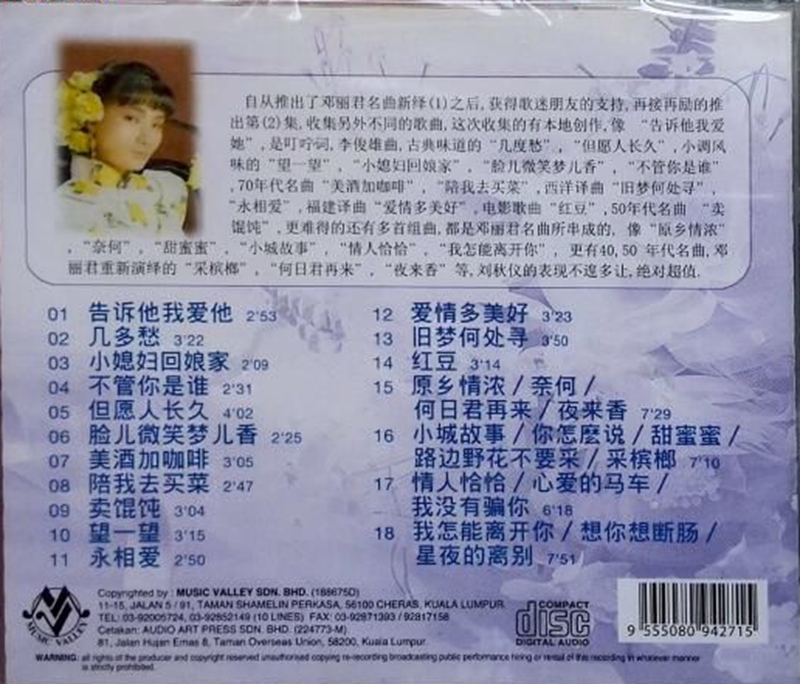 自从推出了邓丽君名曲新绎(1)之后,获得歌迷朋友的支持,再接再励的推
出第(2)集,收集另外不同的歌曲,这次收集的有本地创作,像 “告诉他我爱
她”,是叮咛词,李俊雄曲,古典味道的“几度愁”, “但愿人长久”,小调风
味的“望一望”, “小媳妇回娘家”, “脸儿微笑梦儿香”, “不管你是谁”
,70年代名曲“美酒加咖啡”, “陪我去买菜”,西洋译曲“旧梦何处寻”,
“永相爱”,福建译曲“爱情多美好”,电影歌曲“红豆”,50年代名曲 “卖
馄饨”,更难得的还有多首组曲,都是邓丽君名曲所串成的, 像“原乡情浓”
,“奈何”, “甜蜜蜜”, “小城故事”, “情人恰恰”, “我怎能离开你”, 更有40,50 年代名曲,邓
丽君重新演绎的“采槟榔”, “何日君再来”, “夜来香”等,刘秋仪的表现不遑多让,绝对超值.
01 告诉他我爱他 2'53
02 几多愁 3'22
03 小媳妇回娘家 2'09
04 不管你是谁 2'31
05 但愿人长久 4'02
06 脸儿微笑梦儿香 2'25
07 美酒加咖啡 3'05
08 陪我去买菜 2'47
09 卖馄饨 3'04
10 望一望 3'15
11 永相爱 2'50
12 爱情多美好 3'23
13 旧梦何处寻 3'50
14 红豆 3'14
15 原乡情浓 / 奈何 /
何日君再来 / 夜来香 7'29
16 小城故事 / 你怎麽说 / 甜蜜蜜 /
路边野花不要采 / 采槟榔 7'10
17 情人恰恰 / 心爱的马车 /
我没有骗你 6'18
18 我怎能离开你 / 想你想断肠 /
星夜的离别 7'51
MUSIC VALLEY
Copyrighted by : MUSIC VALLEY SDN. BHD. (188675D)
11-15, JALAN 5 / 91, TAMAN SHAMELIN PERKASA, 56100 CHERAS, KUALA LUMPUR.
TEL: 03-92005724, 03-92852149 (10 LINES) FAX: 03-92871393 / 92817158
Cetakan: AUDIO ART PRESS SDN. BHD. (224773-M)
81, Jalan Hujan Emas 8, Taman Overseas Union, 58200, Kuala Lumpur.
COMPACT
disc
DIGITAL AUDIO
9 555080 942715
WARNING: all rights of the producer and copyright reserved unauthorised copying re-recording broadcasting public performance hiring or resale of this recording in whatever manner
is strictly prohibited.